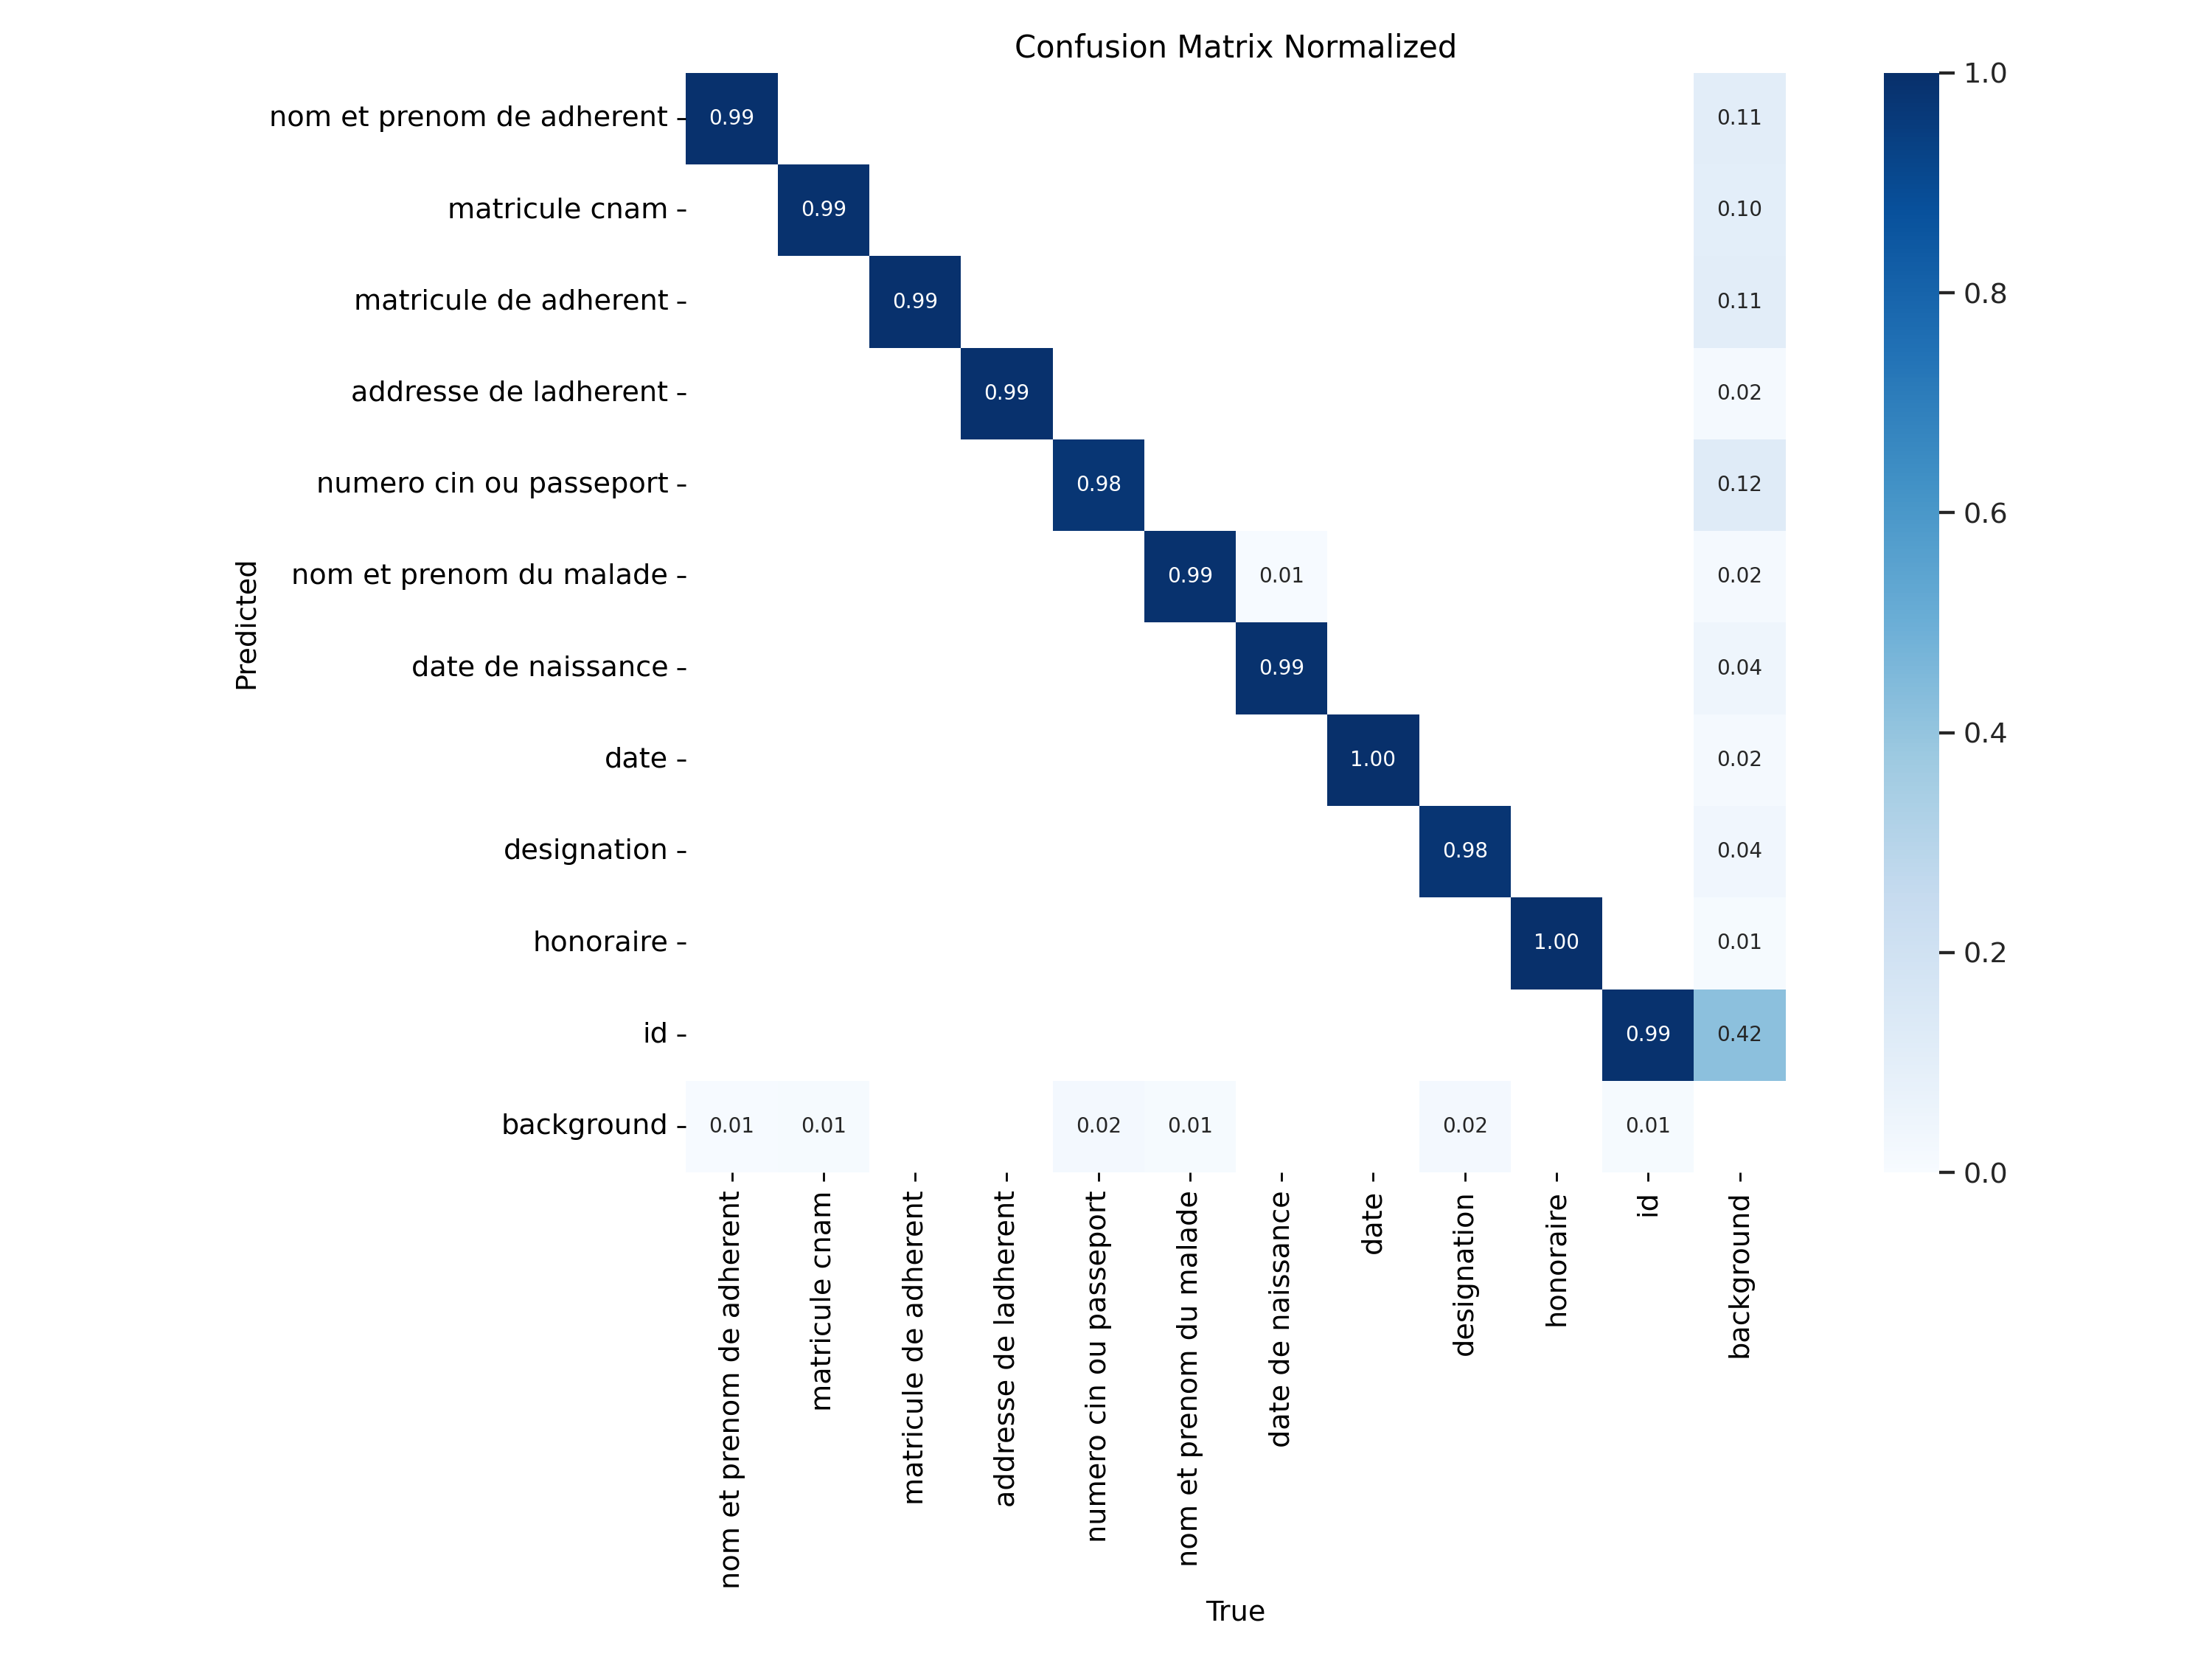 Confusion Matrix Normalized
nom et prenom de adherent 0.99 0.11
matricule cnam 0.99 0.10
matricule de adherent 0.99 0.11
addresse de ladherent 0.99 0.02
numero cin ou passeport 0.98 0.12
nom et prenom du malade 0.99 0.01 0.02
date de naissance 0.99 0.04
date 1.00 0.02
designation 0.98 0.04
honoraire 1.00 0.01
id 0.99 0.42
background 0.01 0.01 0.02 0.01 0.02 0.01
Predicted
nom et prenom de adherent
matricule cnam
matricule de adherent
addresse de ladherent
numero cin ou passeport
nom et prenom du malade
date de naissance
date
designation
honoraire
id
background
True
1.0
0.8
0.6
0.4
0.2
0.0